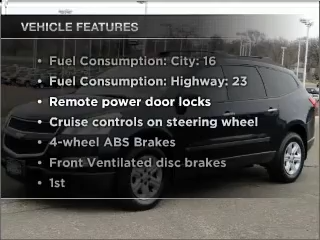 VEHICLE FEATURES
• Fuel Consumption: City: 16
• Fuel Consumption: Highway: 23
• Remote power door locks
• Cruise controls on steering wheel
• 4-wheel ABS Brakes
• Front Ventilated disc brakes
• 1st